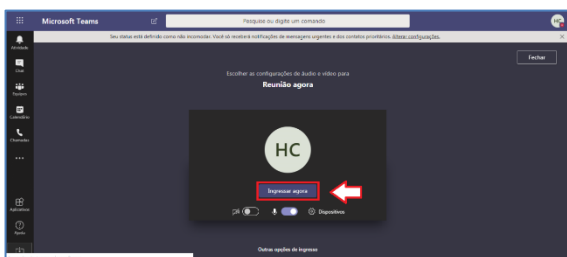 Microsoft Teams
Pesquise ou digite um comando
HC
Seu status está definido como não incomodar. Você só receberá notificações de mensagens urgentes e dos contatos prioritários. Alterar configurações.
Atividade
Chat
Equipes
Calendário
Chamadas
Aplicativos
Ajuda
Fechar
Escolher as configurações de áudio e vídeo para
Reunião agora
HC
Ingressar agora
Dispositivos
Outras opções de ingresso